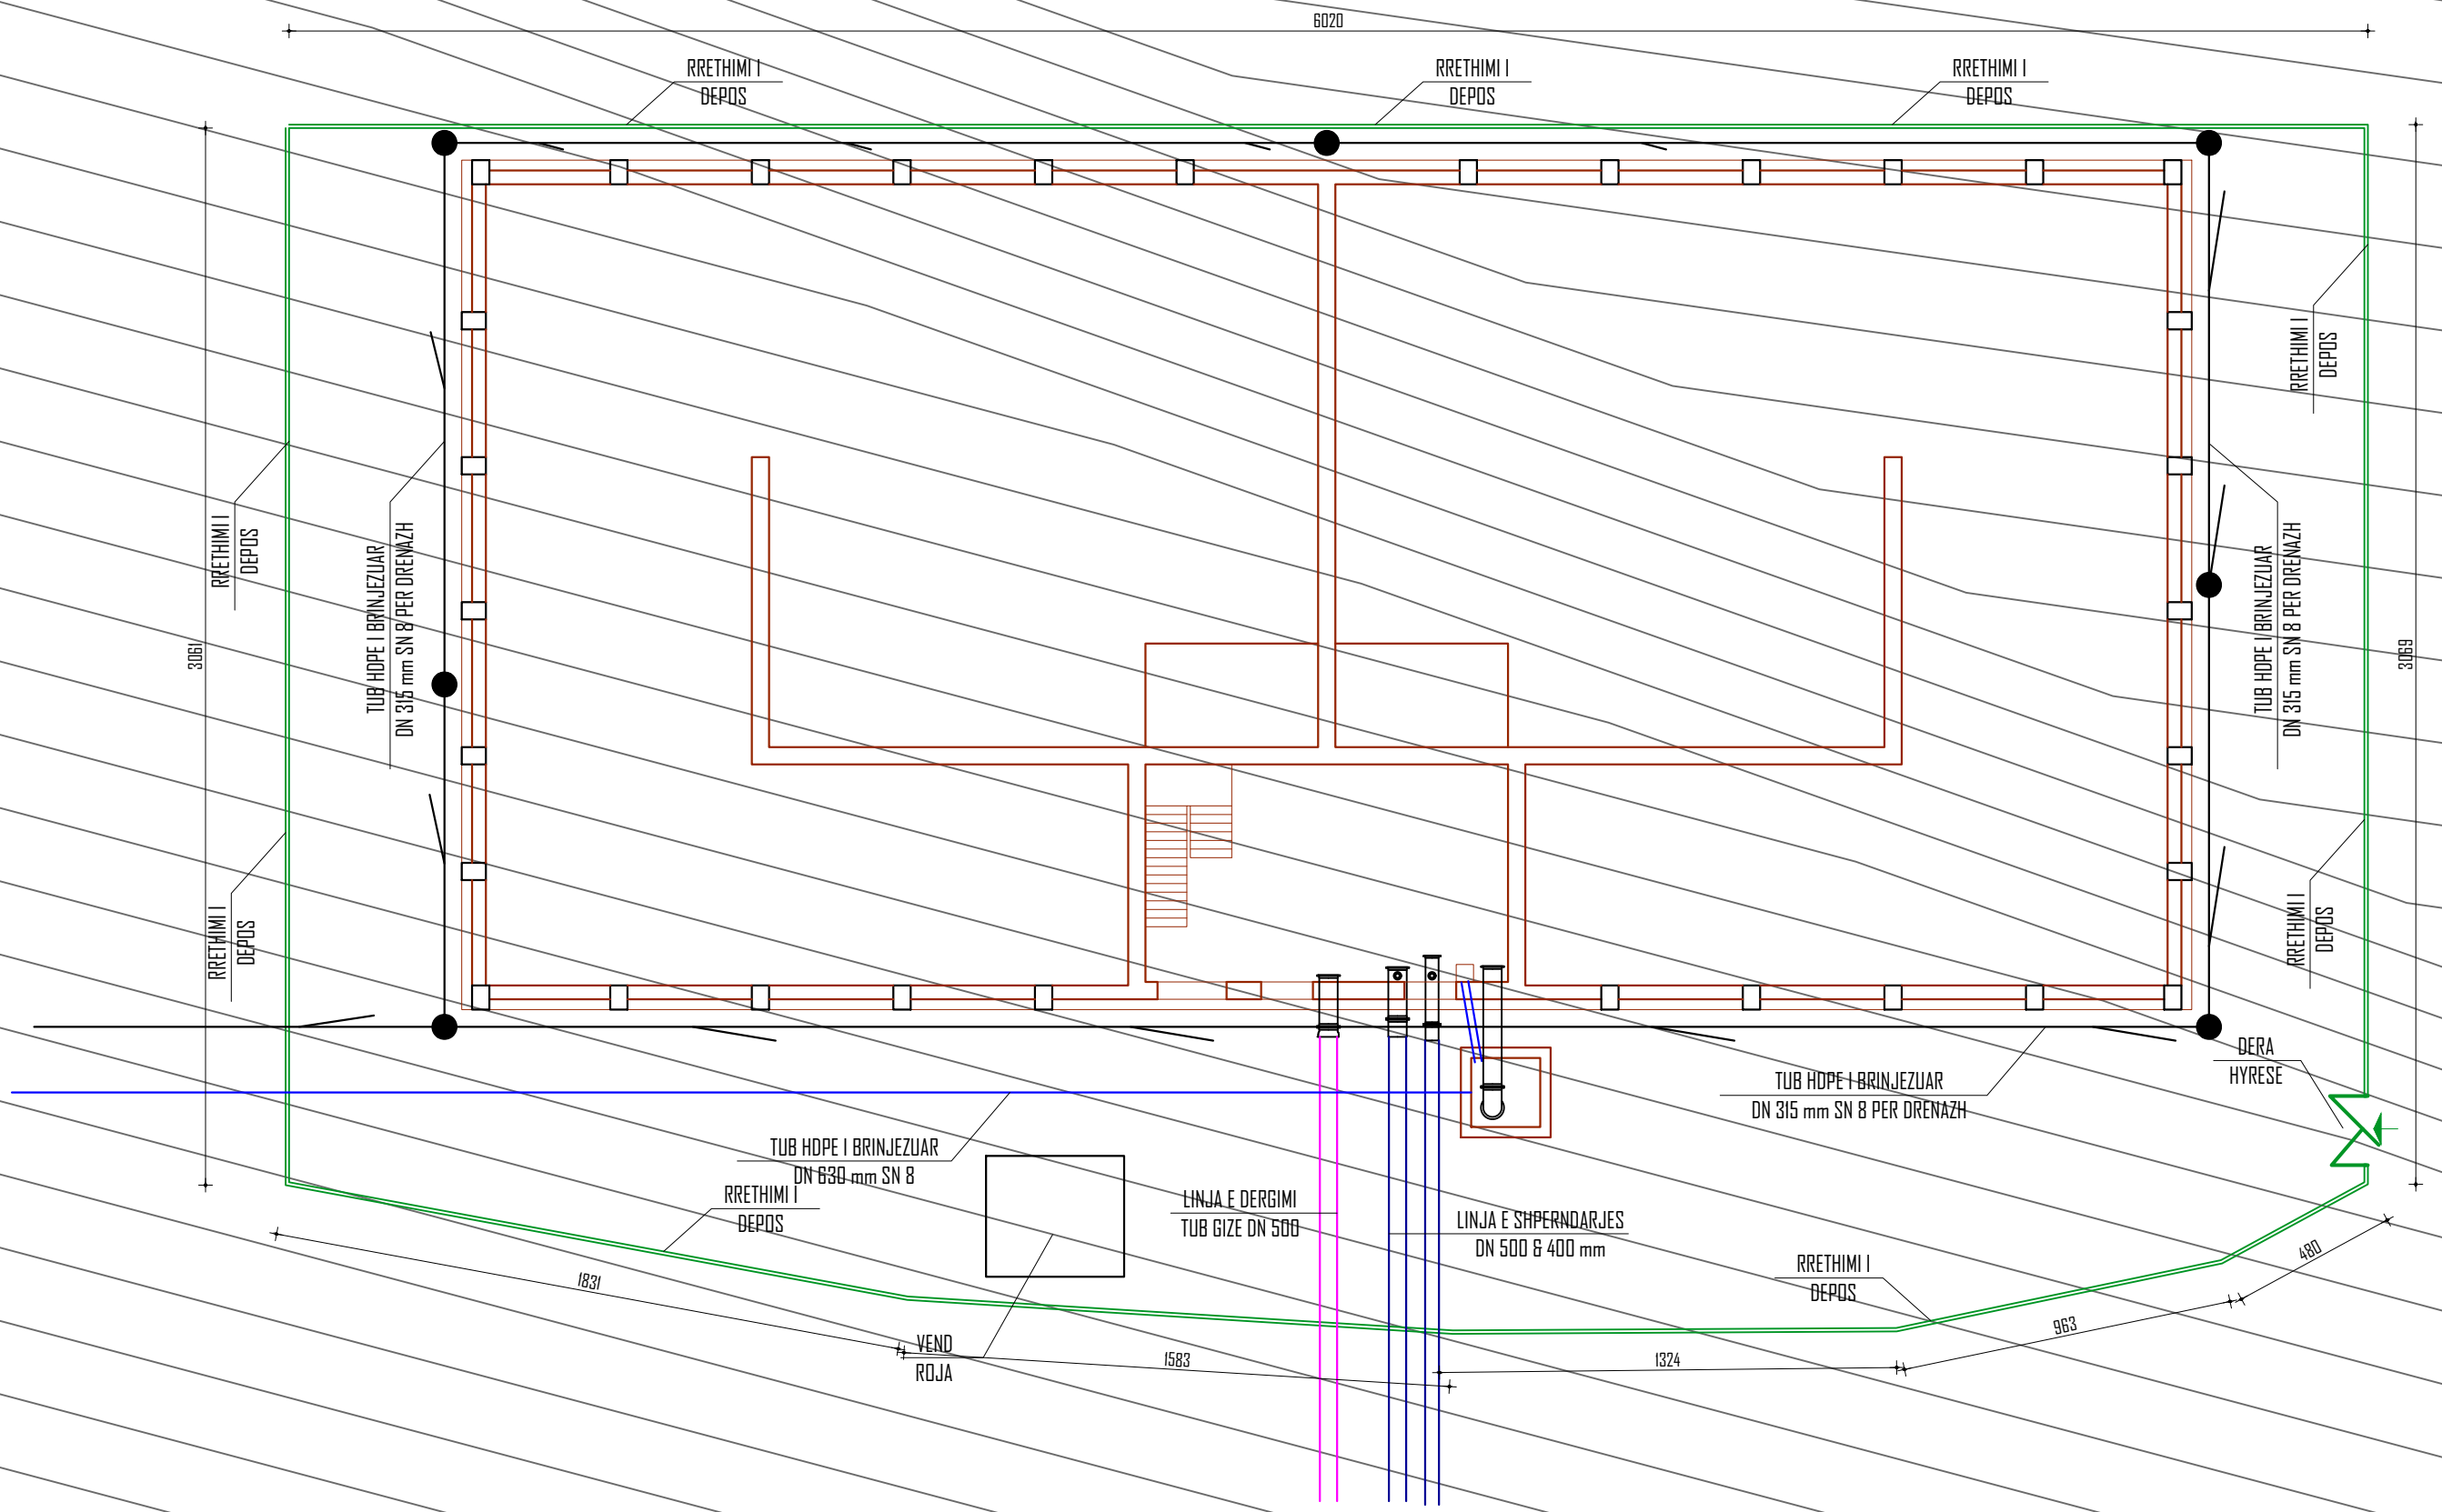 6020
RRETHIMI I
DEPOS
RRETHIMI I
DEPOS
RRETHIMI I
DEPOS
RRETHIMI I
DEPOS
RRETHIMI I
DEPOS
TUB HDPE I BRINJEZUAR
DN 315 mm SN 8 PER DRENAZH
TUB HDPE I BRINJEZUAR
DN 315 mm SN 8 PER DRENAZH
3061
3069
RRETHIMI I
DEPOS
RRETHIMI I
DEPOS
DERA
HYRESE
TUB HDPE I BRINJEZUAR
DN 315 mm SN 8 PER DRENAZH
TUB HDPE I BRINJEZUAR
DN 630 mm SN 8
RRETHIMI I
DEPOS
LINJA E DERGIMI
TUB GIZE DN 500
LINJA E SHPERNDARJES
DN 500 & 400 mm
RRETHIMI I
DEPOS
480
1831
963
VEND
ROJA
1583
1324